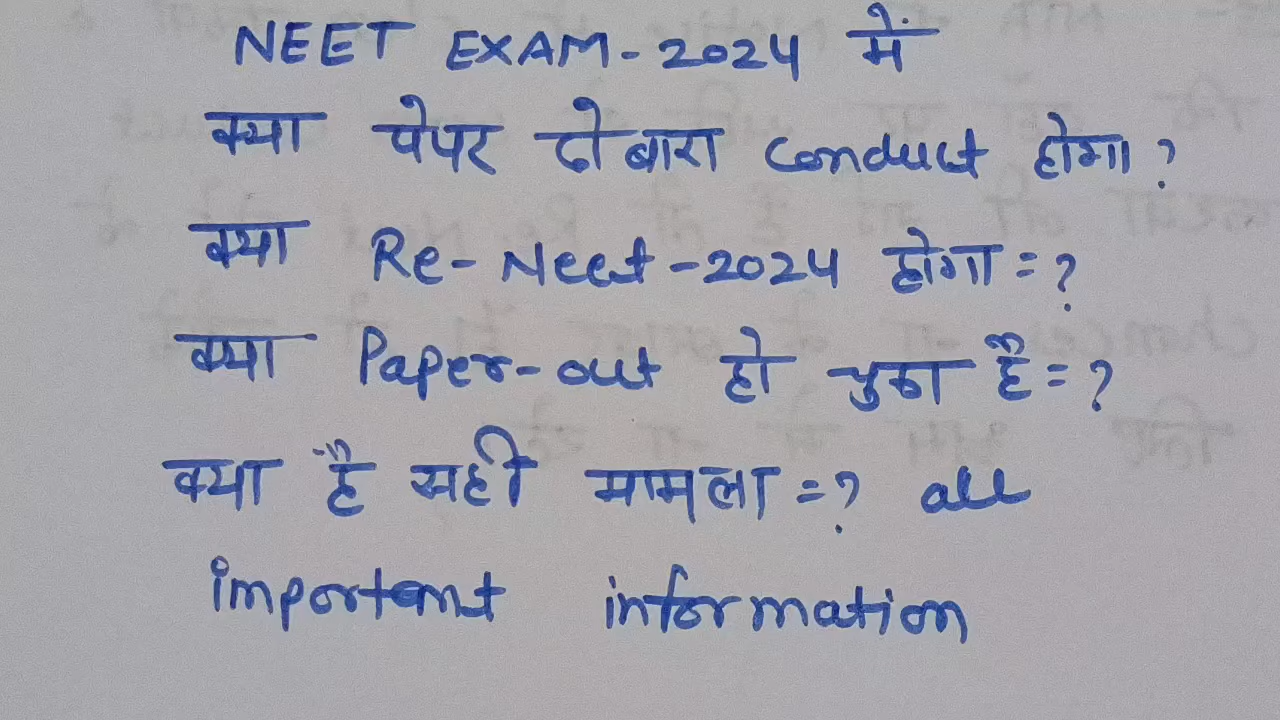 NEET EXAM-2024 में
क्या पेपर दोबारा conduct होगा?
क्या Re-Neet-2024 होगा=?
क्या Paper-out हो चुका है=?
क्या है सही मामला=? all
important information